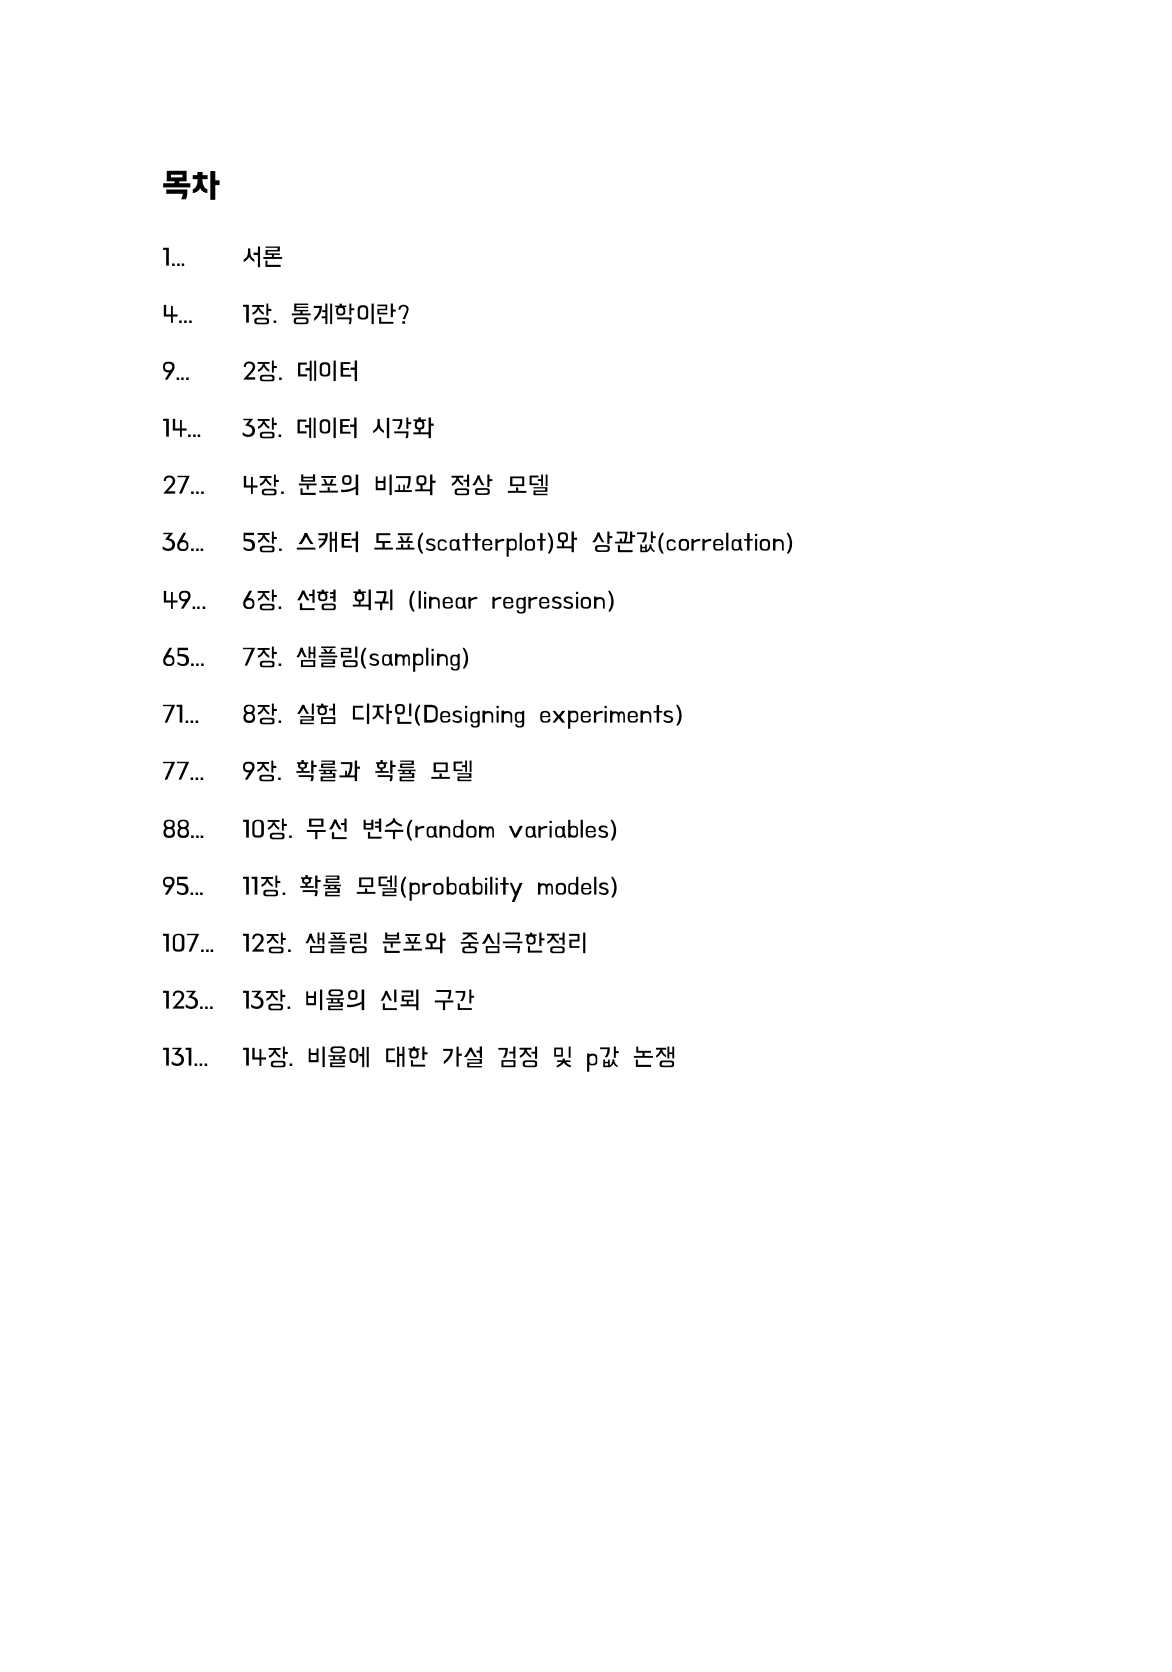 목차
1... 서론
4... 1장. 통계학이란?
9... 2장. 데이터
14... 3장. 데이터 시각화
27... 4장. 분포의 비교와 정상 모델
36... 5장. 스캐터 도표(scatterplot)와 상관값(correlation)
49... 6장. 선형 회귀 (linear regression)
65... 7장. 샘플링(sampling)
71... 8장. 실험 디자인(Designing experiments)
77... 9장. 확률과 확률 모델
88... 10장. 무선 변수(random variables)
95... 11장. 확률 모델(probability models)
107... 12장. 샘플링 분포와 중심극한정리
123... 13장. 비율의 신뢰 구간
131... 14장. 비율에 대한 가설 검정 및 p값 논쟁